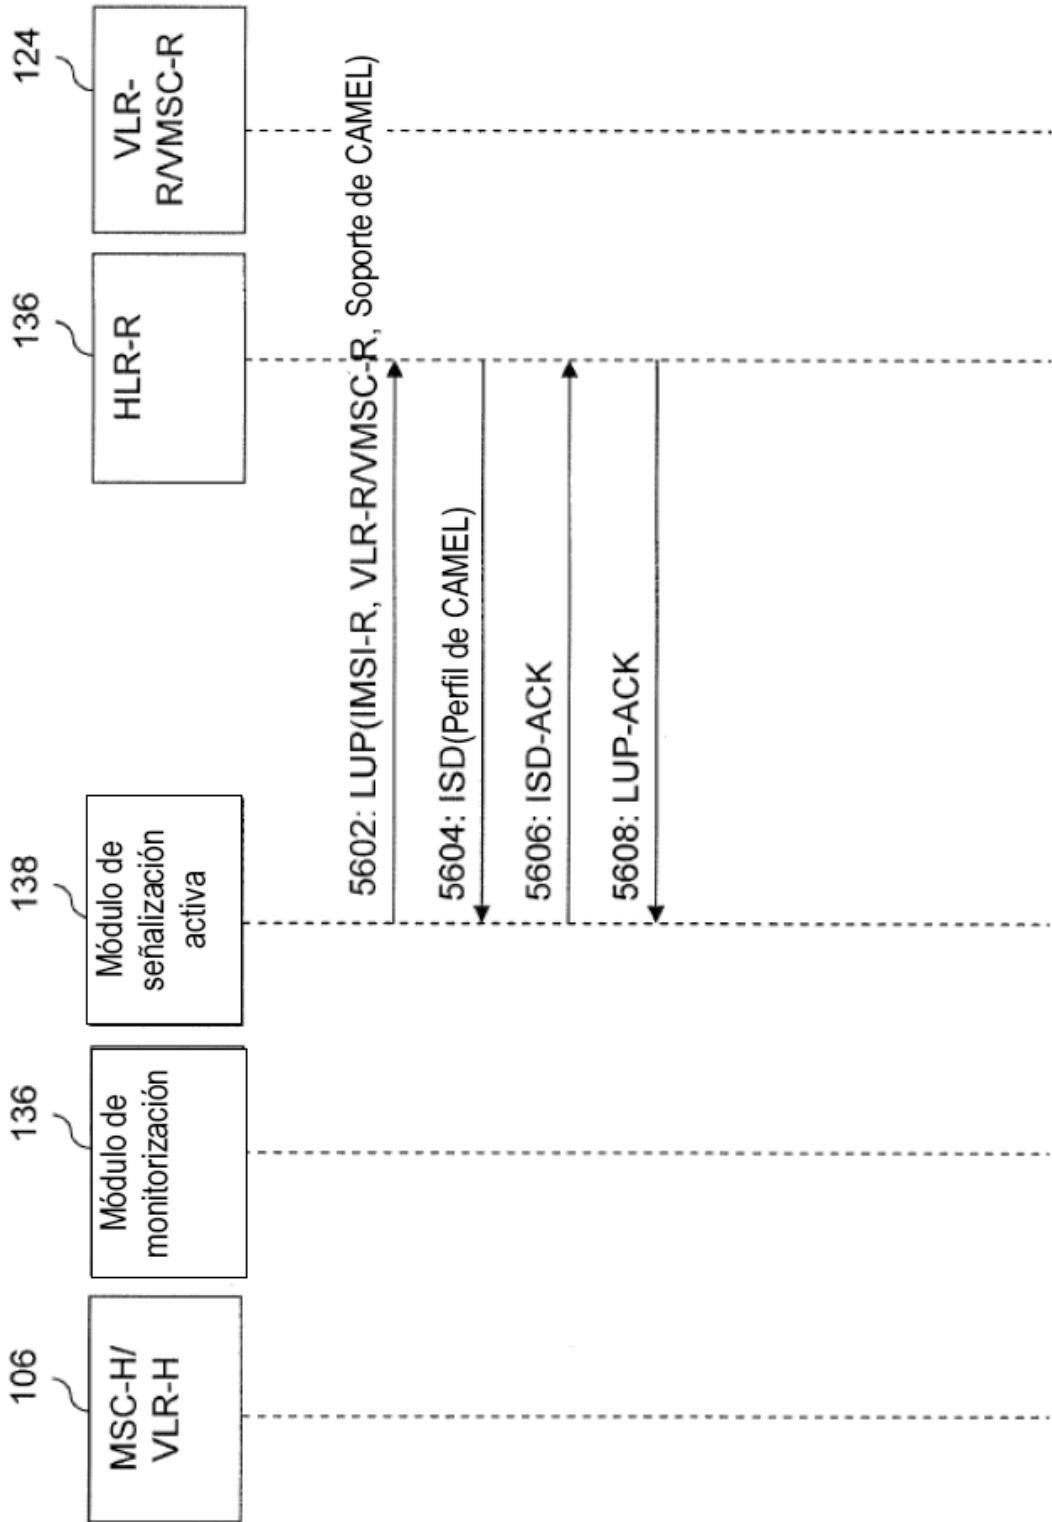 106
136
138
136
124
MSC-H/
VLR-H
Módulo de
monitorización
Módulo de
señalización
activa
HLR-R
VLR-
R/VMSC-R
5602: LUP(IMSI-R, VLR-R/VMSC-R, Soporte de CAMEL)
5604: ISD(Perfil de CAMEL)
5606: ISD-ACK
5608: LUP-ACK